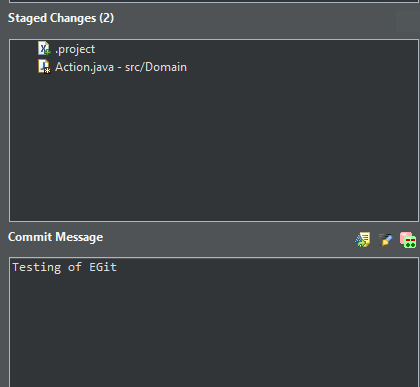 Staged Changes (2)
.project
Action.java - src/Domain
Commit Message
Testing of EGit